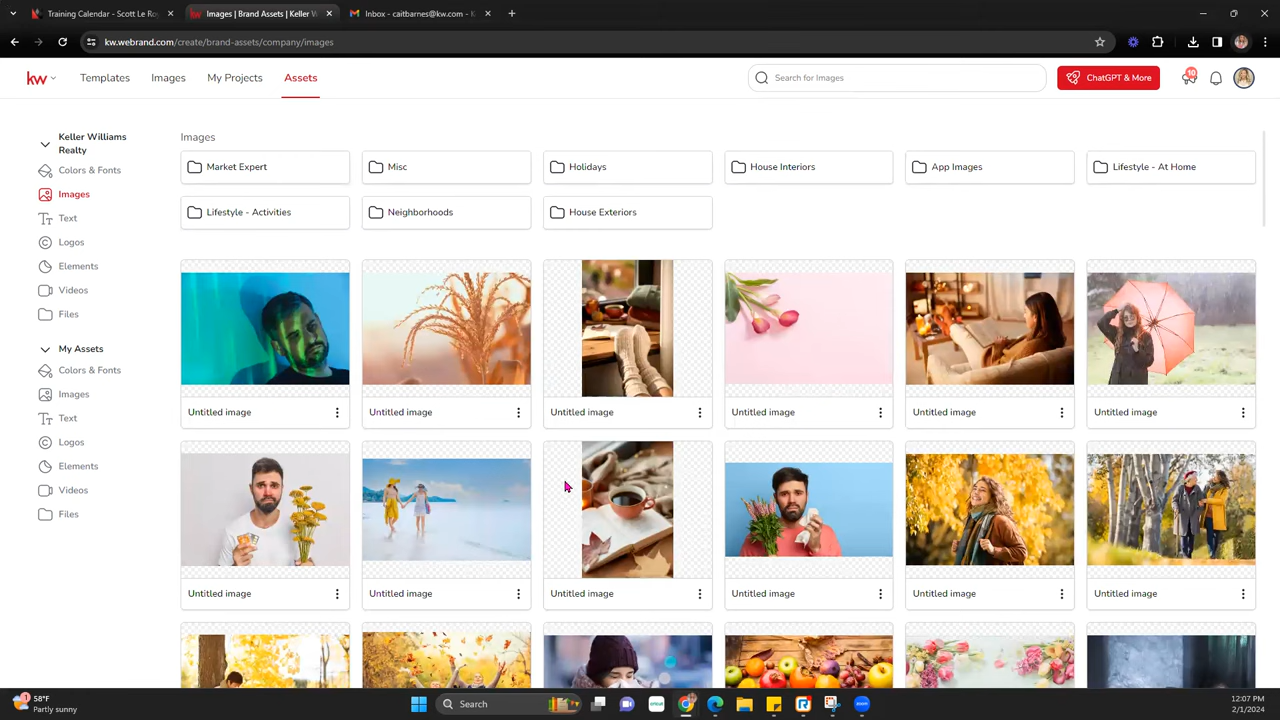 Training Calendar - Scott Le Ro
Images | Brand Assets | Keller W
Inbox - caitbarnes@kw.com - K
kw.webrand.com/create/brand-assets/company/images
kw
Templates
Images
My Projects
Assets
Search for Images
ChatGPT & More
10
Keller Williams
Realty
Colors & Fonts
Images
Text
Logos
Elements
Videos
Files
My Assets
Colors & Fonts
Images
Text
Logos
Elements
Videos
Files
Images
Market Expert
Misc
Holidays
House Interiors
App Images
Lifestyle - At Home
Lifestyle - Activities
Neighborhoods
House Exteriors
Untitled image
Untitled image
Untitled image
Untitled image
Untitled image
Untitled image
Untitled image
Untitled image
Untitled image
Untitled image
Untitled image
Untitled image
1
58°F
Partly sunny
Search
cricut
12:07 PM
2/1/2024